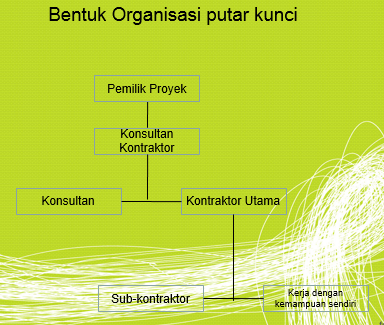 Bentuk Organisasi putar kunci
Pemilik Proyek
Konsultan
Kontraktor
Konsultan
Kontraktor Utama
Sub-kontraktor
Kerja dengan
kemampuan sendiri